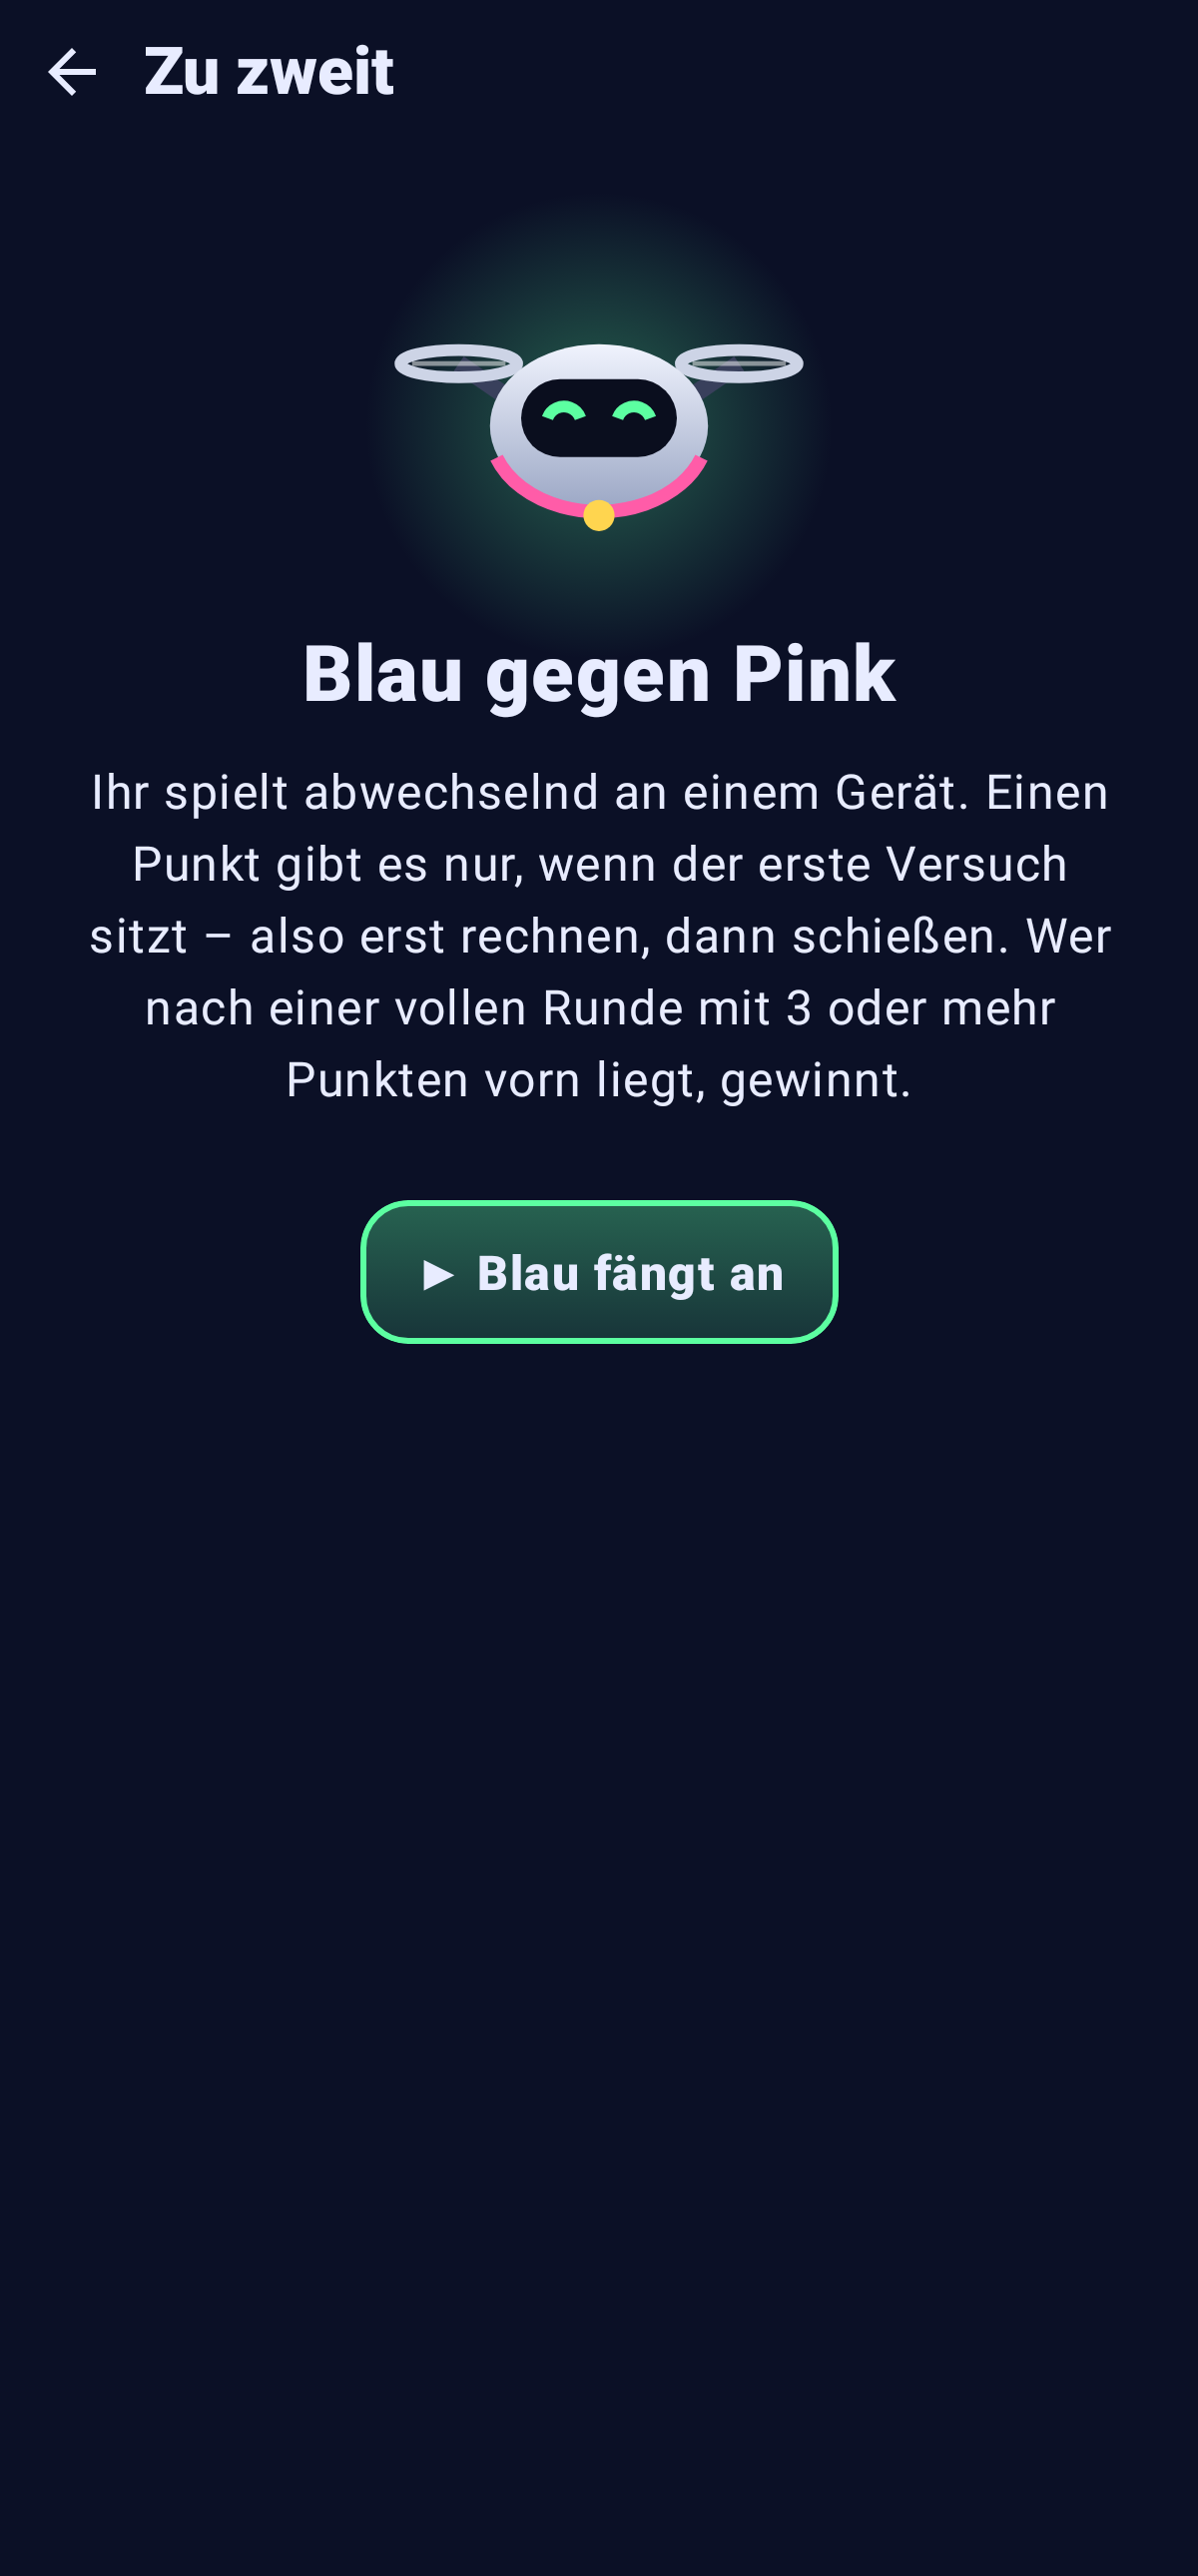 Zu zweit
Blau gegen Pink
Ihr spielt abwechselnd an einem Gerät. Einen
Punkt gibt es nur, wenn der erste Versuch
sitzt – also erst rechnen, dann schießen. Wer
nach einer vollen Runde mit 3 oder mehr
Punkten vorn liegt, gewinnt.
► Blau fängt an